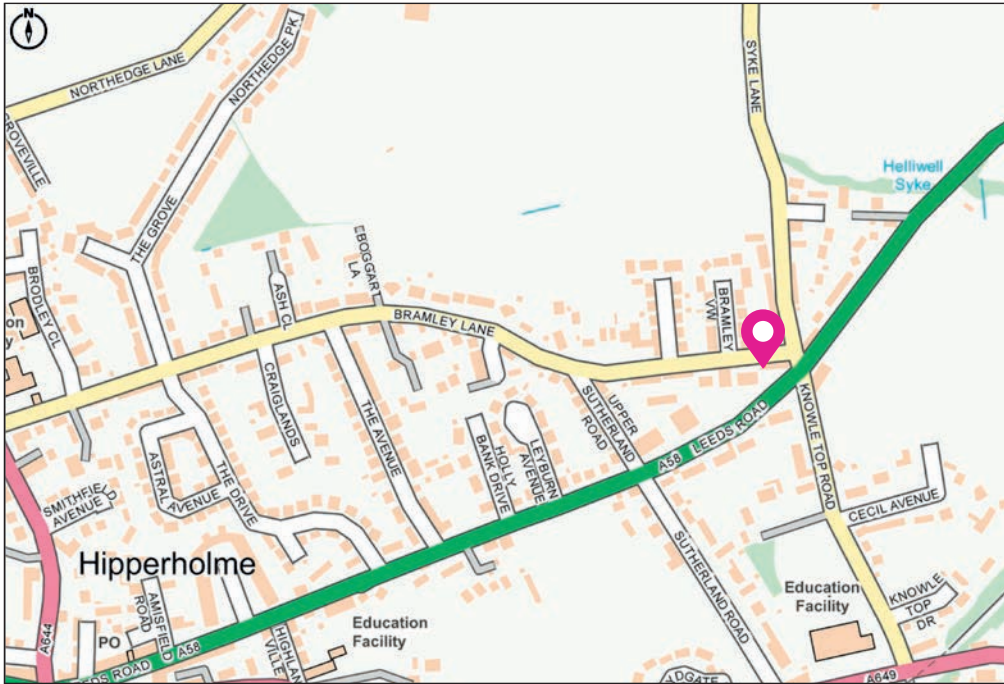 NORTHEDGE LANE
NORTHEDGE PK
SYKE LANE
GROVEVILLE
Helliwell
Syke
THE GROVE
BRODLEY CL
ASH CL
BOGGART
LA
BRAMLEY LANE
BRAMLEY
VW
CRAIGLANDS
THE AVENUE
UPPER
SUTHERLAND
ROAD
HOLLY
BANK DRIVE
LEYBURN
AVENUE
A58 LEEDS ROAD
KNOWLE TOP ROAD
ASTRAL
AVENUE
THE DRIVE
SMITHFIELD
AVENUE
CECIL AVENUE
Hipperholme
SUTHERLAND ROAD
Education
Facility
KNOWLE
TOP
DR
AMISFIELD
ROAD
PO
A644
HIGHLAND
VILLE
Education
Facility
LEEDS ROAD A58
A649